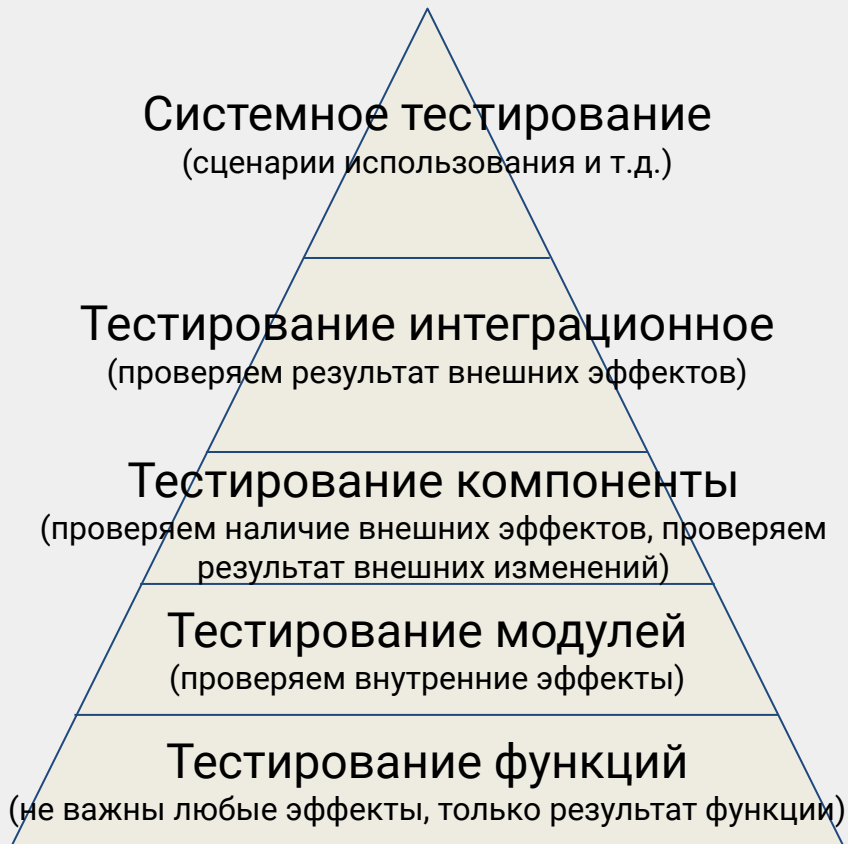 Системное тестирование
(сценарии использования и т.д.)
Тестирование интеграционное
(проверяем результат внешних эффектов)
Тестирование компоненты
(проверяем наличие внешних эффектов, проверяем
результат внешних изменений)
Тестирование модулей
(проверяем внутренние эффекты)
Тестирование функций
(не важны любые эффекты, только результат функции)